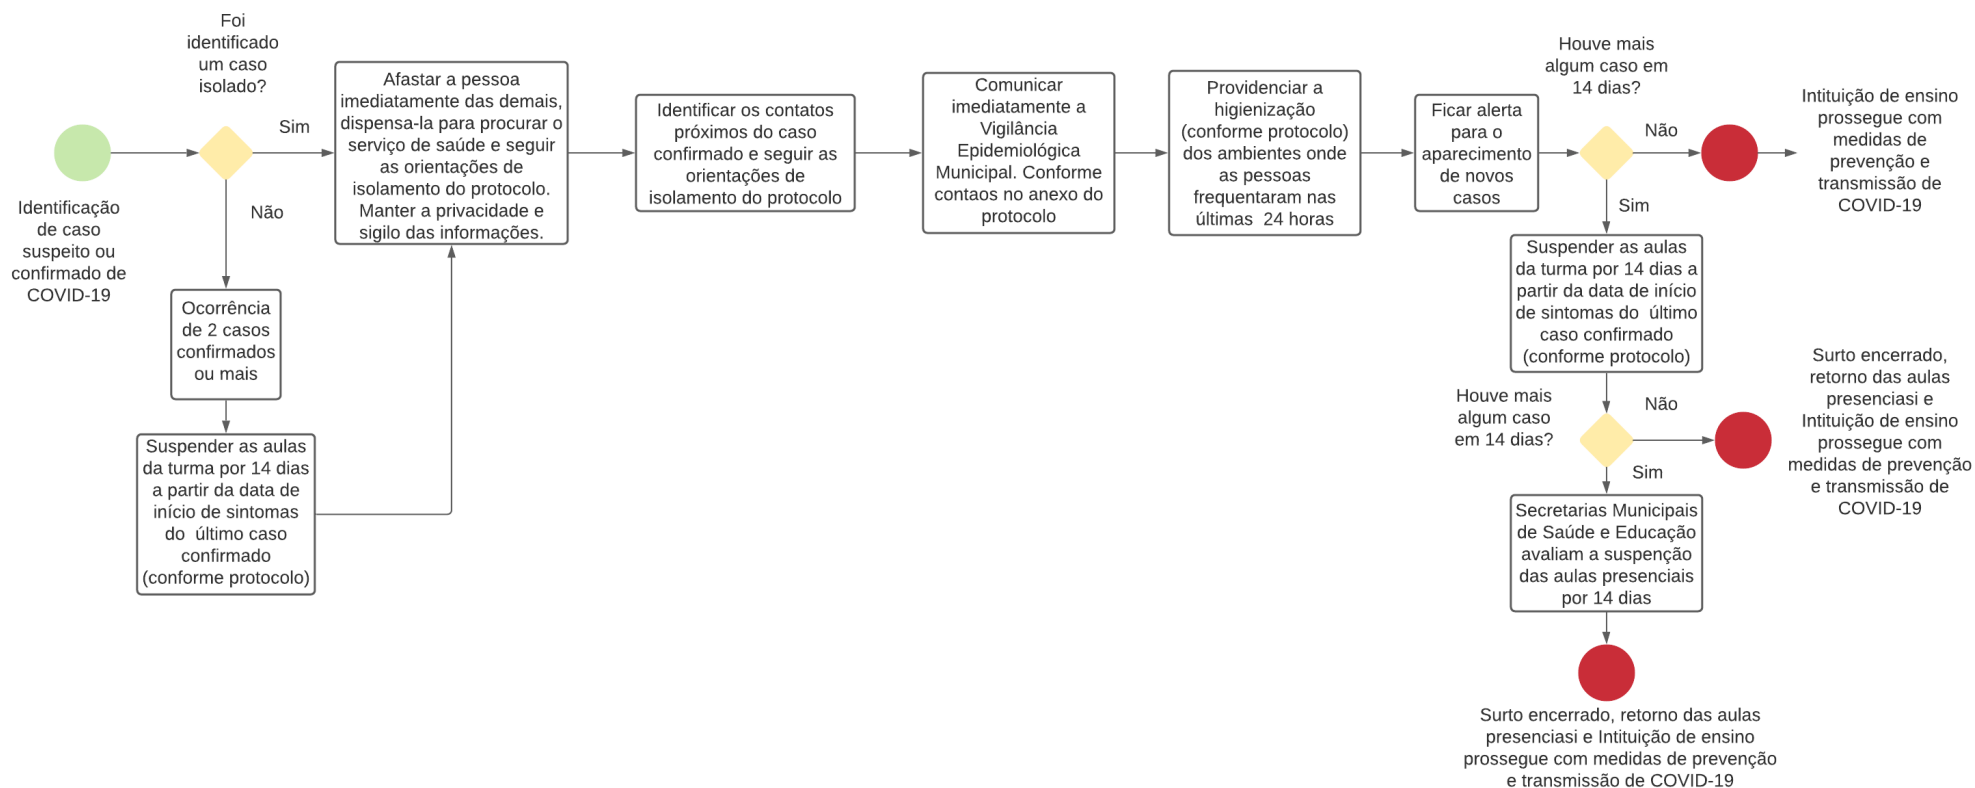 Foi
identificado
um caso
isolado?
Identificação
de caso
suspeito ou
confirmado de
COVID-19
Sim
Não
Ocorrência
de 2 casos
confirmados
ou mais
Suspender as aulas
da turma por 14 dias
a partir da data de
início de sintomas
do último caso
confirmado
(conforme protocolo)
Afastar a pessoa
imediatamente das demais,
dispensa-la para procurar o
serviço de saúde e seguir
as orientações de
isolamento do protocolo.
Manter a privacidade e
sigilo das informações.
Identificar os contatos
próximos do caso
confirmado e seguir as
orientações de
isolamento do protocolo
Comunicar
imediatamente a
Vigilância
Epidemiológica
Municipal. Conforme
contaos no anexo do
protocolo
Providenciar a
higienização
(conforme protocolo)
dos ambientes onde
as pessoas
frequentaram nas
últimas 24 horas
Ficar alerta
para o
aparecimento
de novos
casos
Houve mais
algum caso em
14 dias?
Não
Intituição de ensino
prossegue com
medidas de
prevenção e
transmissão de
COVID-19
Sim
Suspender as aulas
da turma por 14 dias a
partir da data de início
de sintomas do último
caso confirmado
(conforme protocolo)
Houve mais
algum caso
em 14 dias?
Não
Surto encerrado,
retorno das aulas
presenciasi e
Intituição de ensino
prossegue com
medidas de prevenção
e transmissão de
COVID-19
Sim
Secretarias Municipais
de Saúde e Educação
avaliam a suspenção
das aulas presenciais
por 14 dias
Surto encerrado, retorno das aulas
presenciasi e Intituição de ensino
prossegue com medidas de prevenção
e transmissão de COVID-19